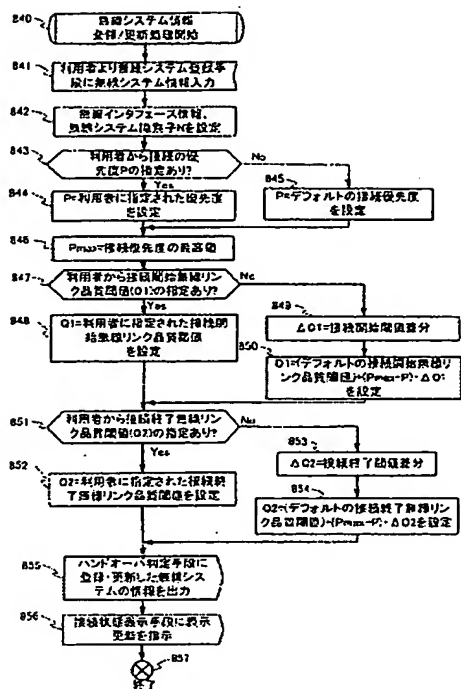 840
無線システム情報
登録/更新処理開始
841
利用者より無線システム登録手
段に無線システム情報入力
842
無線インタフェース情報、
無線システム識別子Nを設定
843
利用者から接続の優
先度Pの指定あり?
No
Yes
844
P=利用者に指定された優先度
を設定
845
P=デフォルトの接続優先度
を設定
846
Pmax=接続優先度の最高値
847
利用者から接続開始無線リン
ク品質閾値(Q1)の指定あり?
No
Yes
848
Q1=利用者に指定された接続開
始無線リンク品質閾値
を設定
849
ΔQ1=接続開始閾値差分
850
Q1=(デフォルトの接続開始無線リ
ンク品質閾値)+(Pmax-P)・ΔQ1
を設定
851
利用者から接続終了無線リン
ク品質閾値(Q2)の指定あり?
No
Yes
852
Q2=利用者に指定された接続終
了無線リンク品質閾値を設定
853
ΔQ2=接続終了閾値差分
854
Q2=(デフォルトの接続終了無線リ
ンク品質閾値)+(Pmax-P)・ΔQ2を設定
855
ハンドオーバ判定手段に
登録・更新した無線シス
テムの情報を出力
856
接続状態表示手段に表示
更新を指示
857
終了